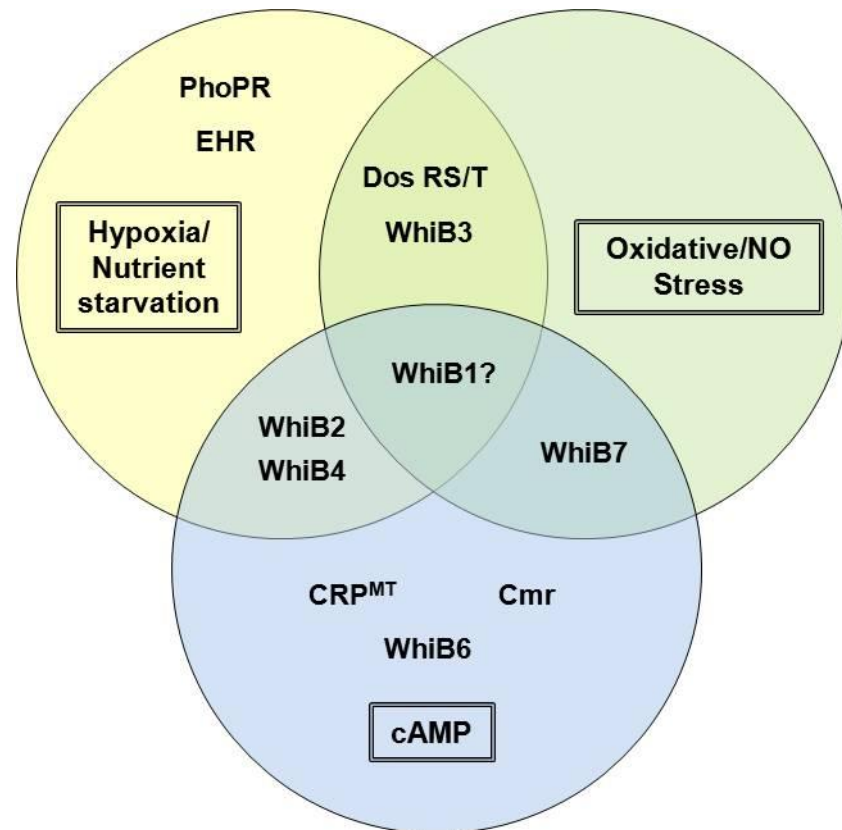 PhoPR
EHR
Dos RS/T
WhiB3
Hypoxia/
Nutrient
starvation
Oxidative/NO
Stress
WhiB1?
WhiB2
WhiB4
WhiB7
CRPᴹᵀ
Cmr
WhiB6
cAMP